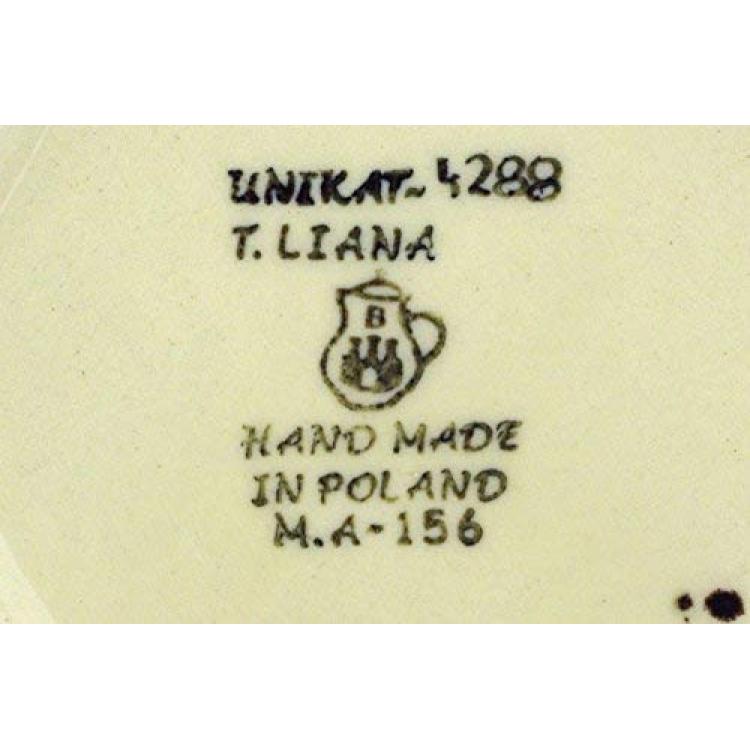 UNIKAT~4288
T. LIANA
B
HAND MADE
IN POLAND
M.A-156